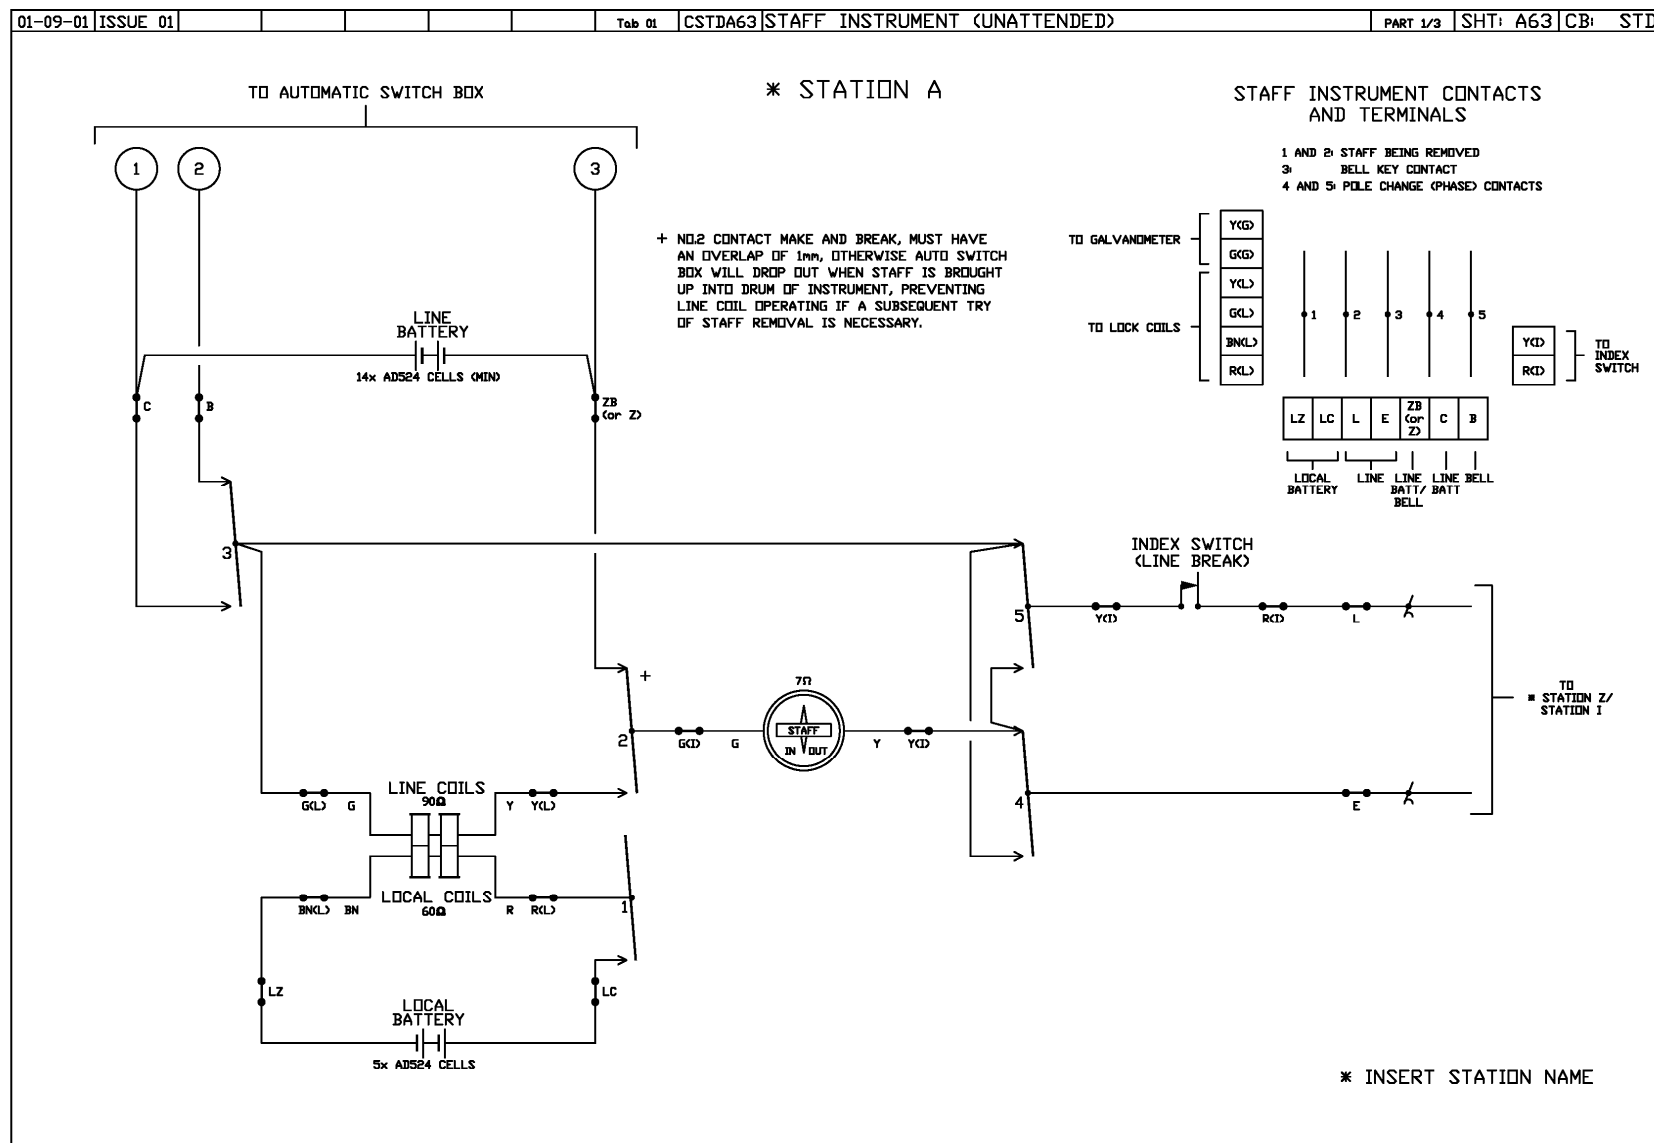 01-09-01 ISSUE 01 Tab 01 CSTDA63 STAFF INSTRUMENT (UNATTENDED) PART 1/3 SHT: A63 CB: STD
TO AUTOMATIC SWITCH BOX
* STATION A
STAFF INSTRUMENT CONTACTS
AND TERMINALS
1 AND 2: STAFF BEING REMOVED
3: BELL KEY CONTACT
4 AND 5: POLE CHANGE (PHASE) CONTACTS
1 2 3
+ NO.2 CONTACT MAKE AND BREAK, MUST HAVE
AN OVERLAP OF 1mm, OTHERWISE AUTO SWITCH
BOX WILL DROP OUT WHEN STAFF IS BROUGHT
UP INTO DRUM OF INSTRUMENT, PREVENTING
LINE COIL OPERATING IF A SUBSEQUENT TRY
OF STAFF REMOVAL IS NECESSARY.
TO GALVANOMETER
Y(G)
G(G)
TO LOCK COILS
Y(L)
G(L)
BN(L)
R(L)
1 2 3 4 5
Y(I)
R(I)
TO
INDEX
SWITCH
LZ LC L E ZB
(or
Z) C B
LOCAL
BATTERY
LINE
LINE
BATT/
BELL
LINE
BATT
BELL
LINE
BATTERY
14x AD524 CELLS (MIN)
C
B
ZB
(or Z)
3
INDEX SWITCH
(LINE BREAK)
5
Y(I)
R(I)
L
+
2
G(I)
G
7Ω
STAFF
IN OUT
Y
Y(I)
TO
* STATION Z/
STATION I
4
E
G(L)
G
LINE COILS
90Ω
Y
Y(L)
BN(L)
BN
LOCAL COILS
60Ω
R
R(L)
1
LZ
LC
LOCAL
BATTERY
5x AD524 CELLS
* INSERT STATION NAME